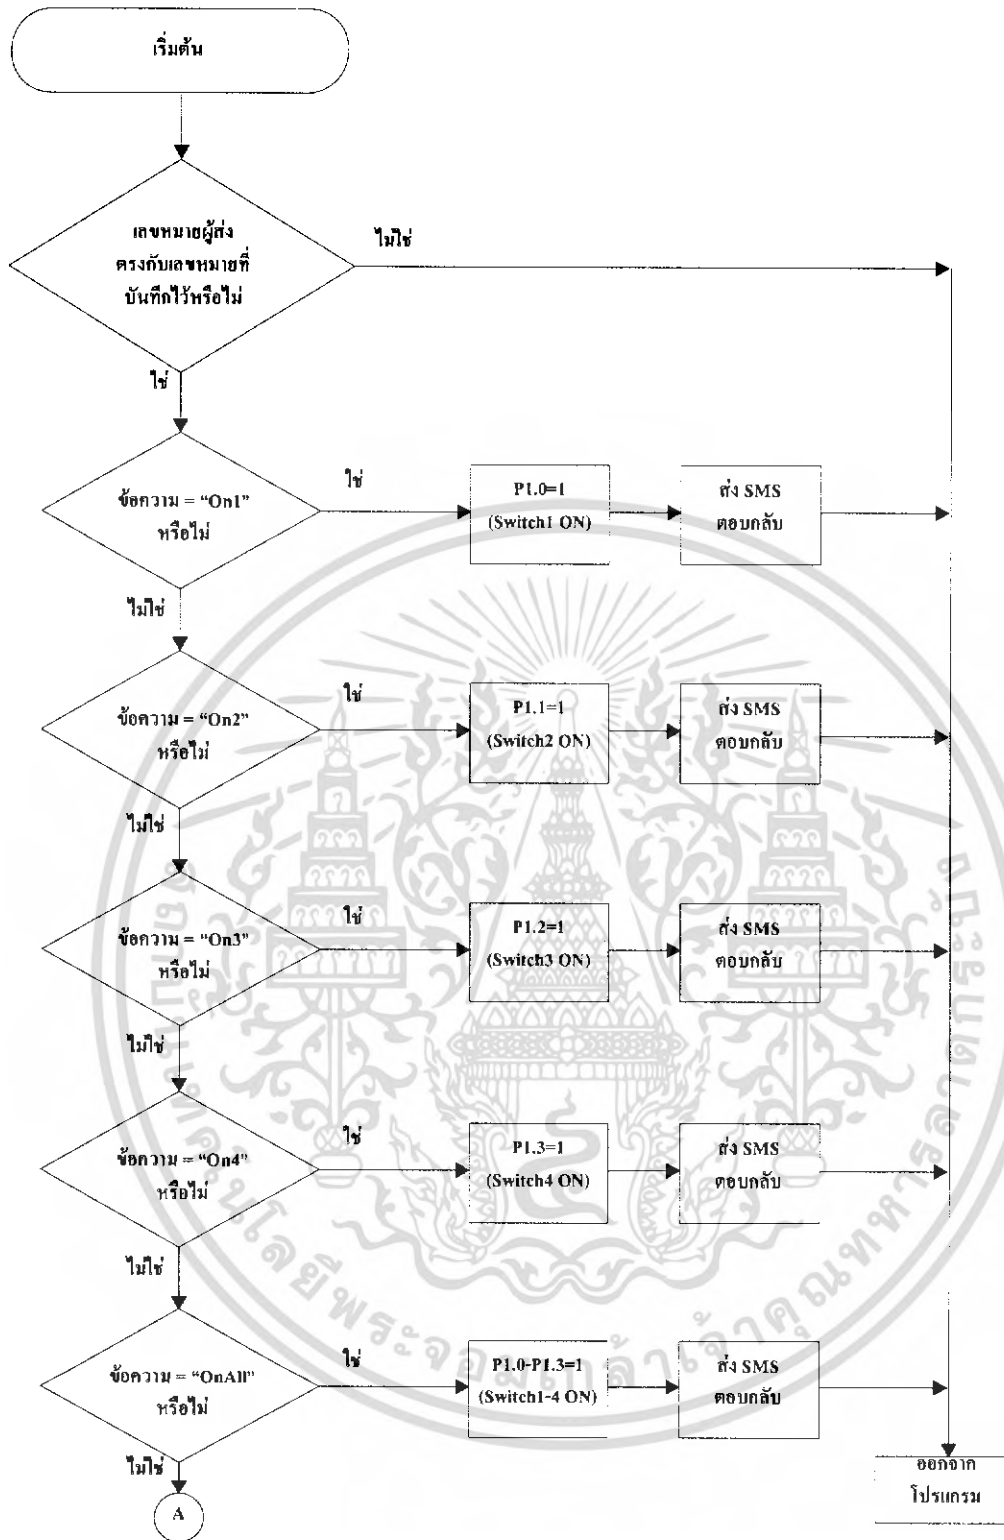 เริ่มต้น
เลขหมายผู้ส่ง
ตรงกับเลขหมายที่
บันทึกไว้หรือไม่
ไม่ใช่
ใช่
ข้อความ = “On1”
หรือไม่
ใช่
P1.0=1
(Switch1 ON)
ส่ง SMS
ตอบกลับ
ไม่ใช่
ข้อความ = “On2”
หรือไม่
ใช่
P1.1=1
(Switch2 ON)
ส่ง SMS
ตอบกลับ
ไม่ใช่
ข้อความ = “On3”
หรือไม่
ใช่
P1.2=1
(Switch3 ON)
ส่ง SMS
ตอบกลับ
ไม่ใช่
ข้อความ = “On4”
หรือไม่
ใช่
P1.3=1
(Switch4 ON)
ส่ง SMS
ตอบกลับ
ไม่ใช่
ข้อความ = “OnAll”
หรือไม่
ใช่
P1.0-P1.3=1
(Switch1-4 ON)
ส่ง SMS
ตอบกลับ
ไม่ใช่
A
ออกจาก
โปรแกรม